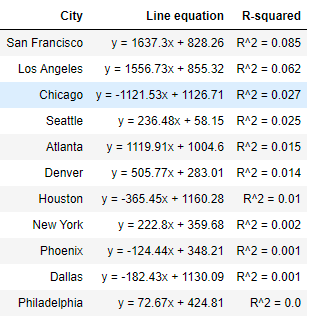 City Line equation R-squared
San Francisco y = 1637.3x + 828.26 R^2 = 0.085
Los Angeles y = 1556.73x + 855.32 R^2 = 0.062
Chicago y = -1121.53x + 1126.71 R^2 = 0.027
Seattle y = 236.48x + 58.15 R^2 = 0.025
Atlanta y = 1119.91x + 1004.6 R^2 = 0.015
Denver y = 505.77x + 283.01 R^2 = 0.014
Houston y = -365.45x + 1160.28 R^2 = 0.01
New York y = 222.8x + 359.68 R^2 = 0.002
Phoenix y = -124.44x + 348.21 R^2 = 0.001
Dallas y = -182.43x + 1130.09 R^2 = 0.001
Philadelphia y = 72.67x + 424.81 R^2 = 0.0